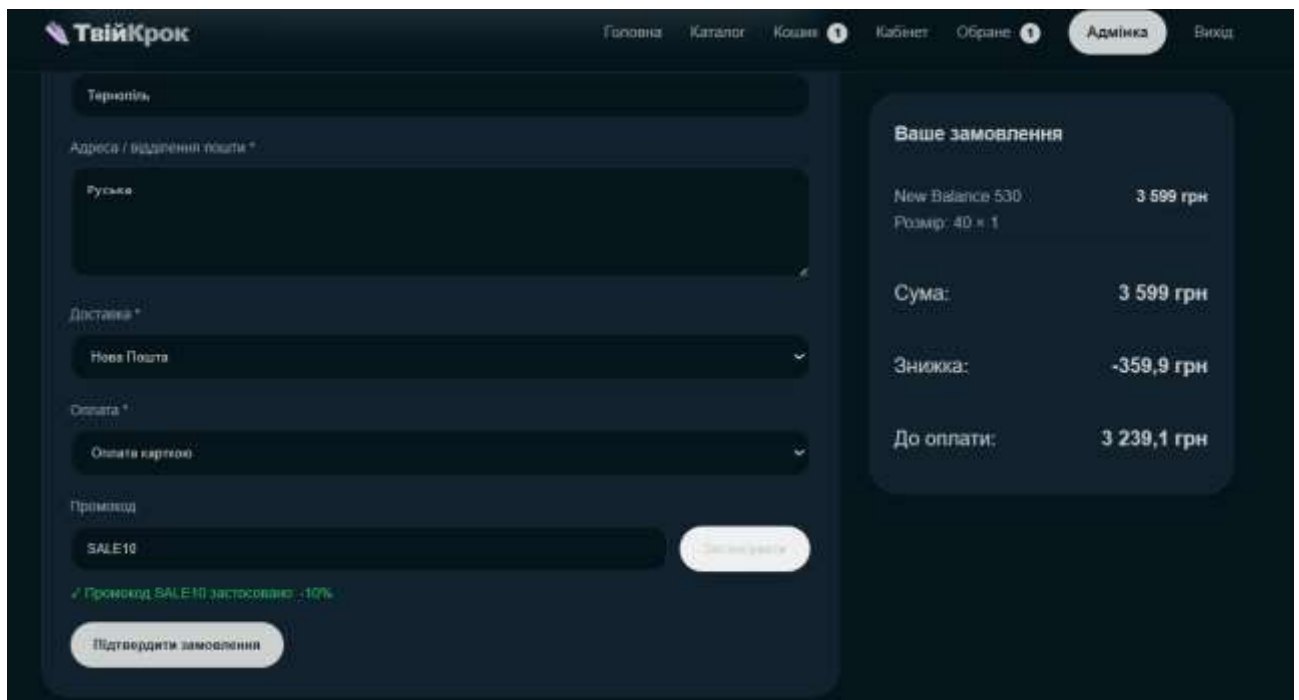 ТвійКрок
Головна Каталог Кошик 1 Кабінет Обране 1 Адмінка Вихід
Тернопіль
Адреса / відділення пошти *
Руська
Доставка *
Нова Пошта
Оплата *
Оплата карткою
Промокод
SALE10
Застосувати
✓ Промокод SALE10 застосовано: -10%
Підтвердити замовлення
Ваше замовлення
New Balance 530 3 599 грн
Розмір: 40 × 1
Сума: 3 599 грн
Знижка: -359,9 грн
До оплати: 3 239,1 грн